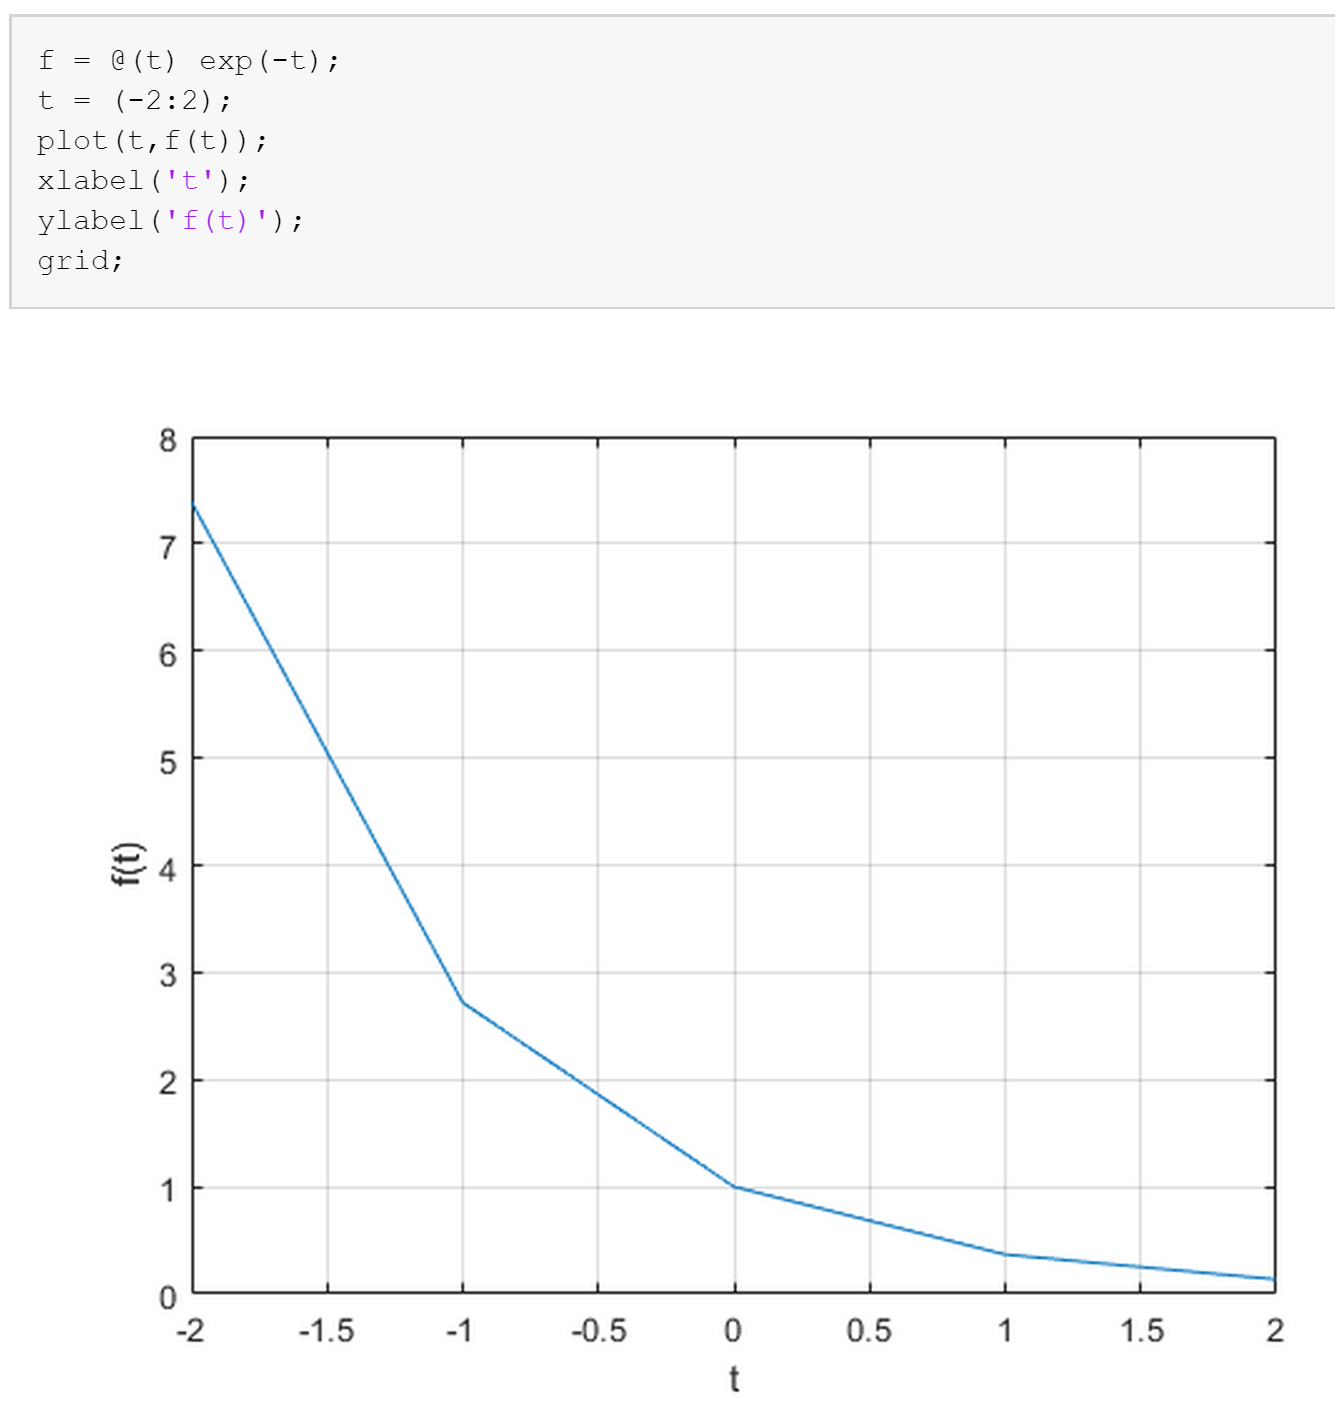 f = @(t) exp(-t);
t = (-2:2);
plot(t,f(t));
xlabel('t');
ylabel('f(t)');
grid;
8
7
6
5
4
3
2
1
0
f(t)
-2 -1.5 -1 -0.5 0 0.5 1 1.5 2
t